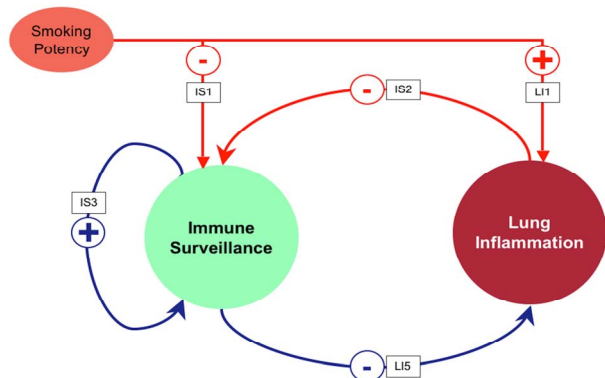 Smoking
Potency
-
+
IS1
IS2
LI1
-
IS3
+
Immune
Surveillance
Lung
Inflammation
-
LI5